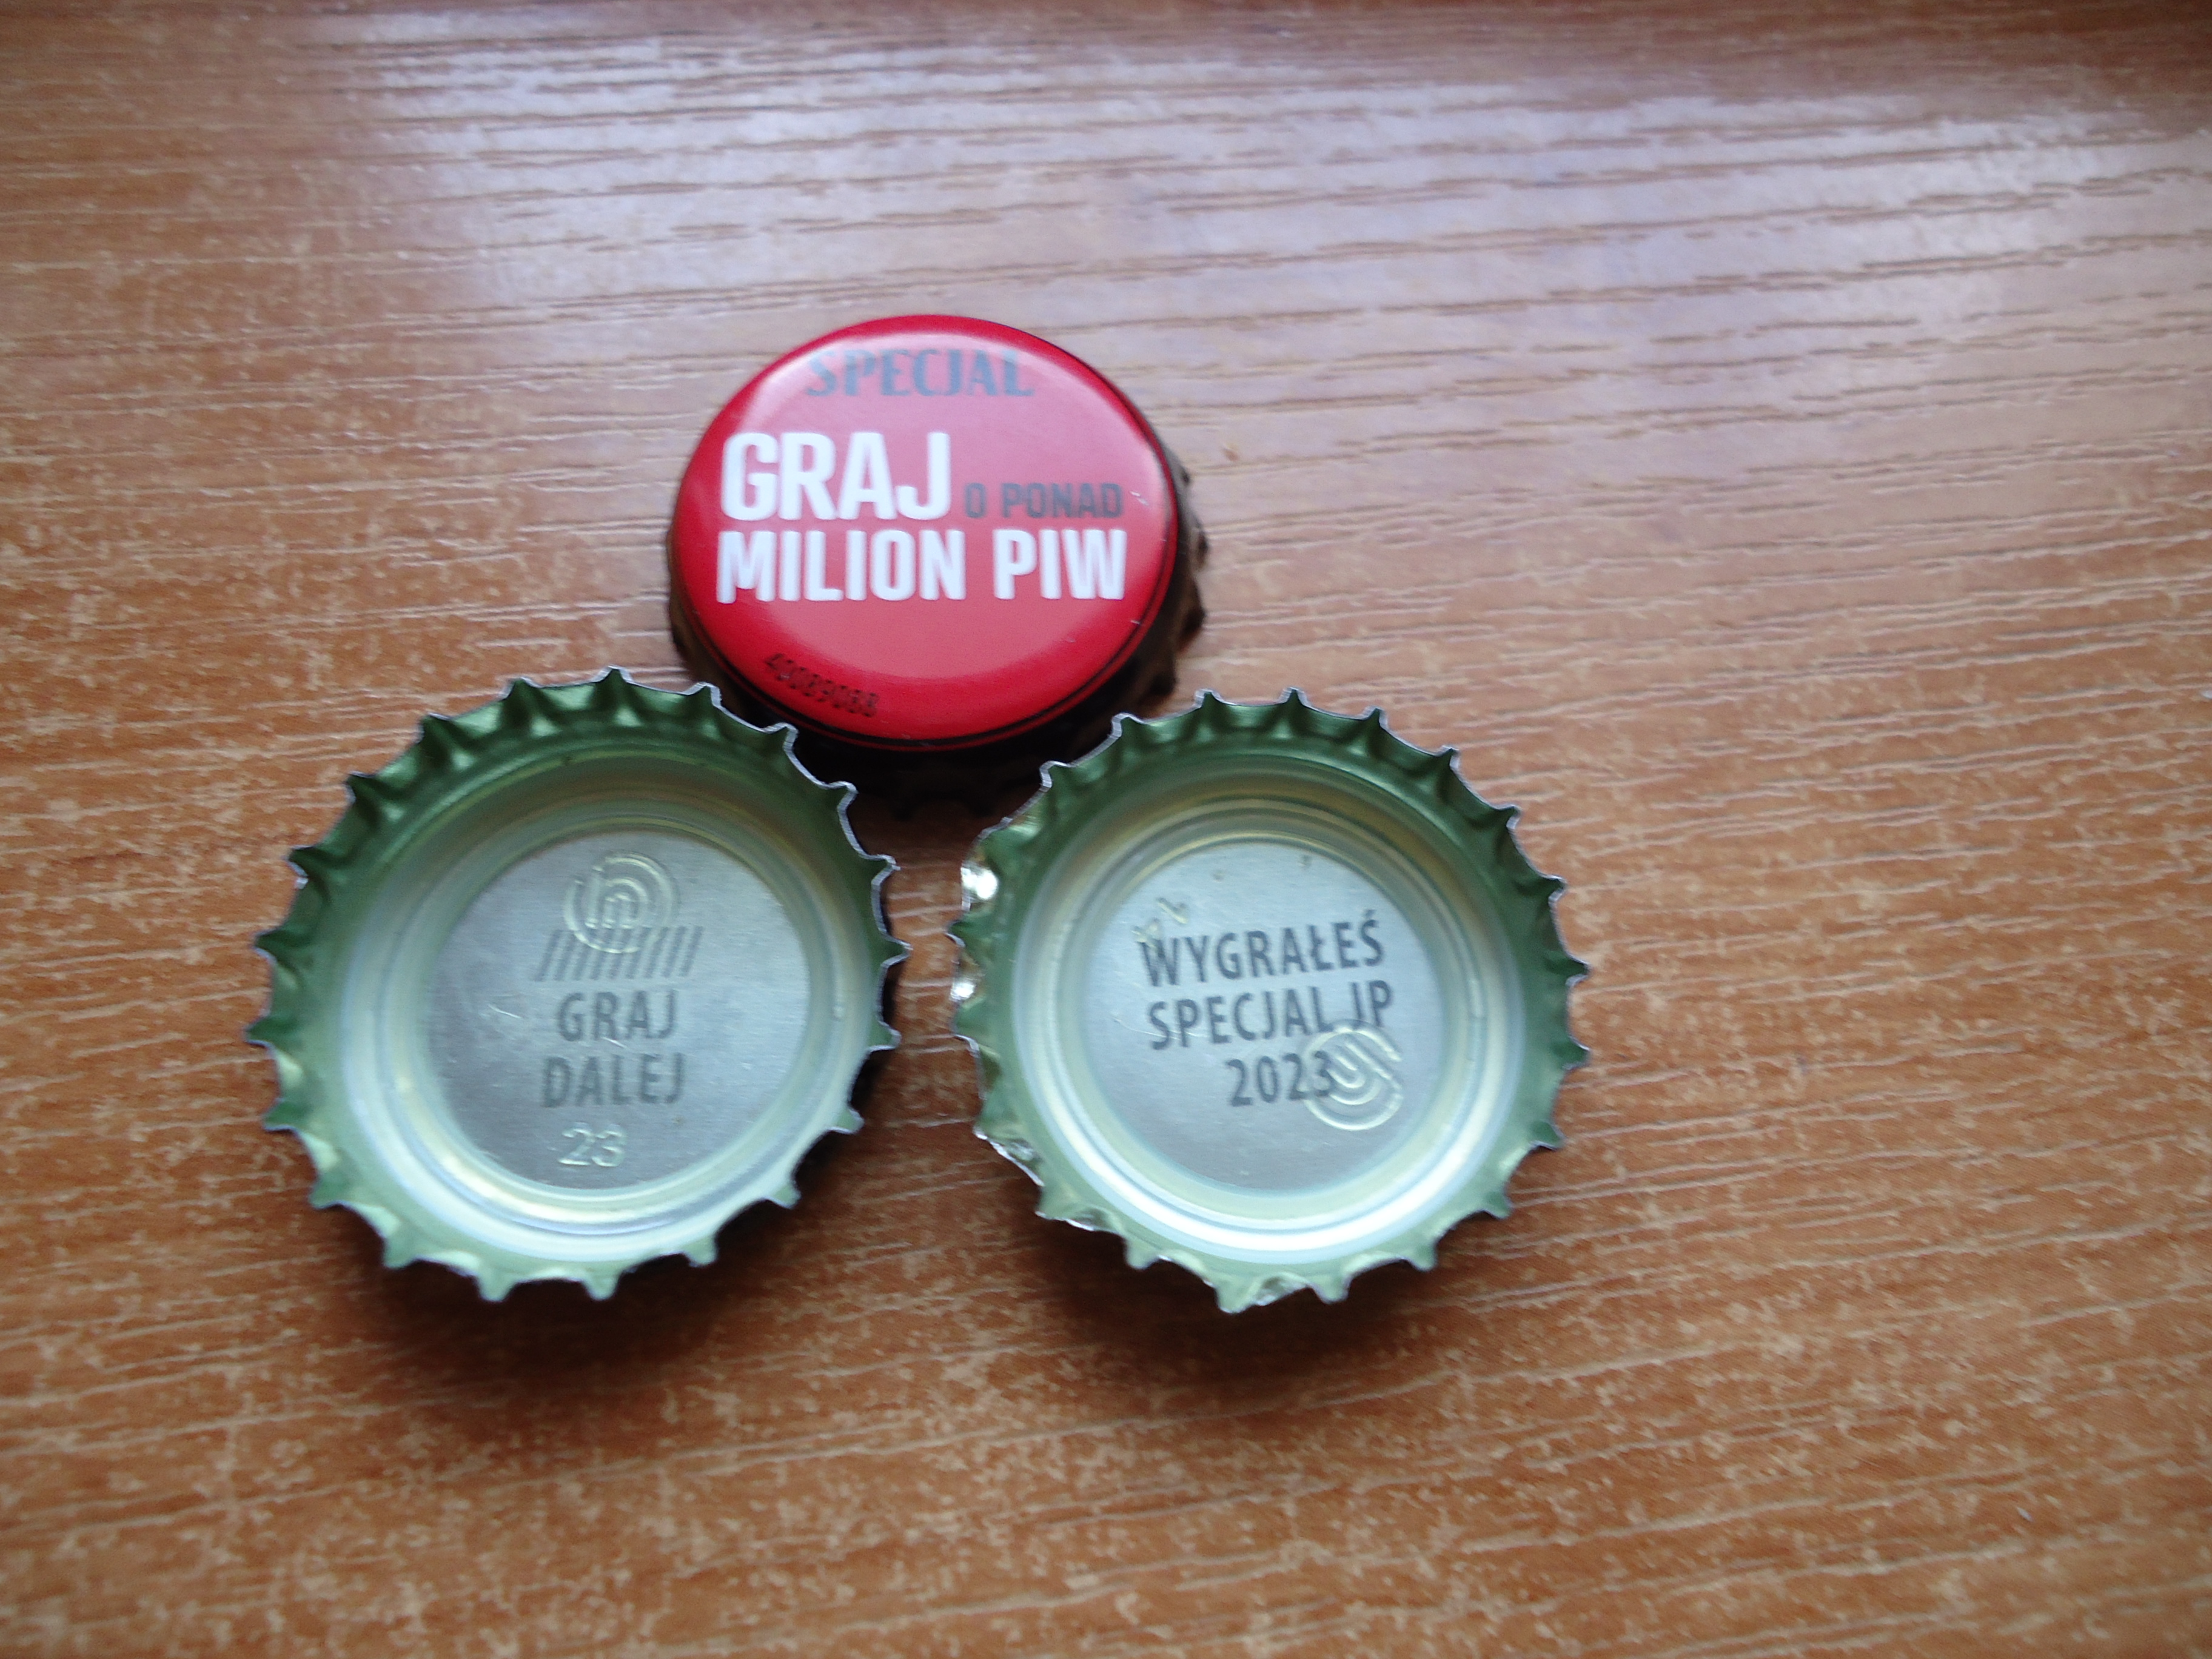 SPECJAL
GRAJ O PONAD
MILION PIW
GRAJ
DALEJ
23
WYGRAŁEŚ
SPECJAL JP
2023